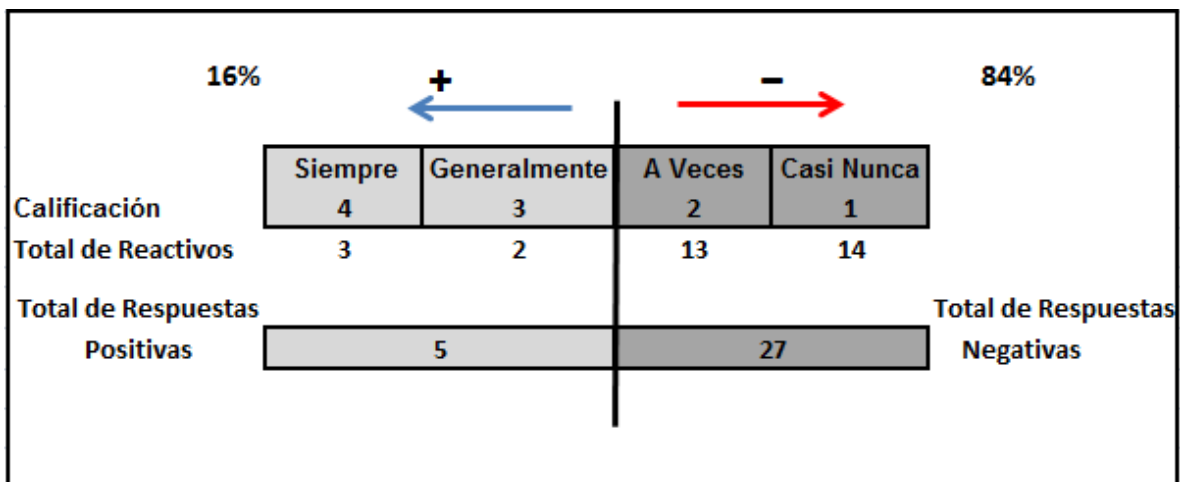 16% + – 84%
Siempre Generalmente A Veces Casi Nunca
Calificación 4 3 2 1
Total de Reactivos 3 2 13 14
Total de Respuestas Total de Respuestas
Positivas 5 27 Negativas